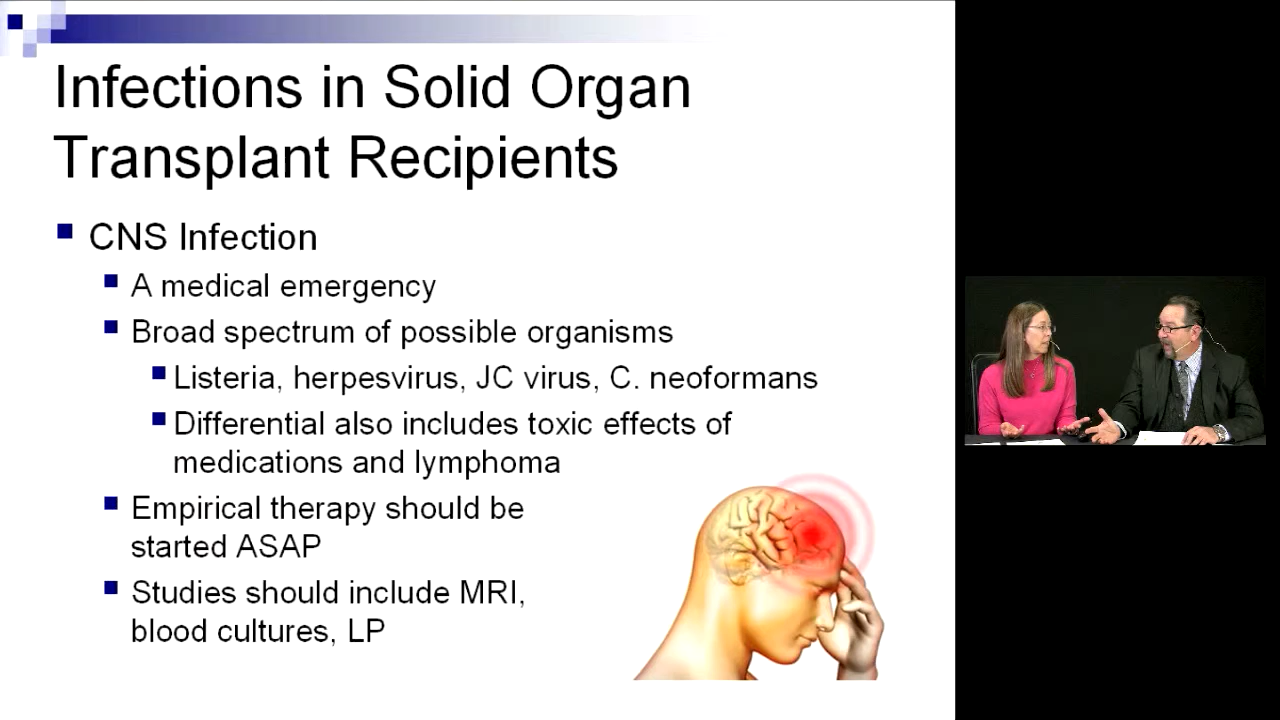 Infections in Solid Organ
Transplant Recipients
CNS Infection
A medical emergency
Broad spectrum of possible organisms
Listeria, herpesvirus, JC virus, C. neoformans
Differential also includes toxic effects of
medications and lymphoma
Empirical therapy should be
started ASAP
Studies should include MRI,
blood cultures, LP